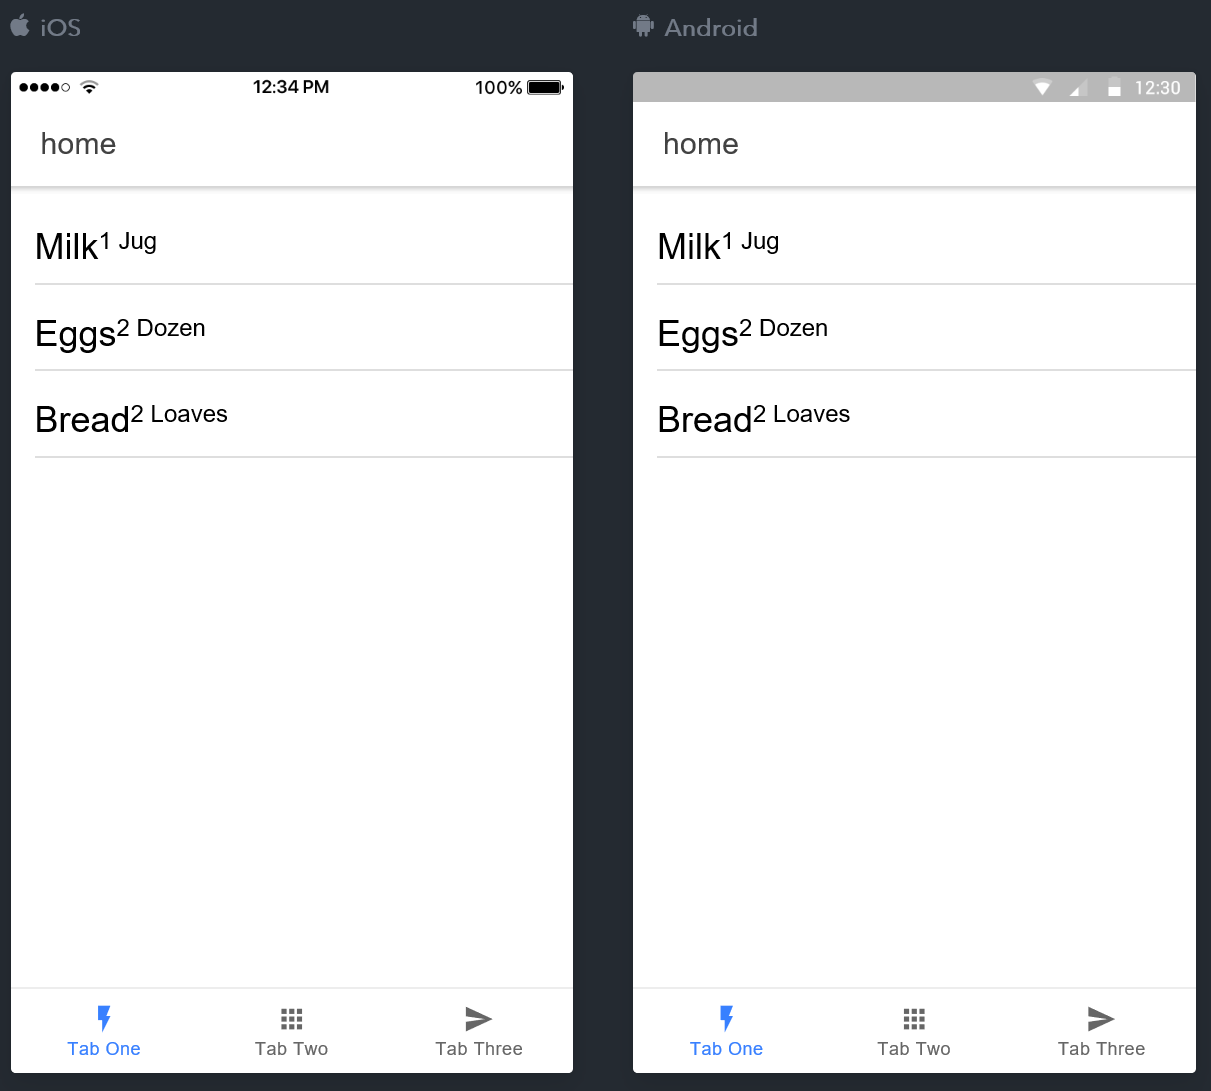 iOS
12:34 PM 100%
home
Milk1 Jug
Eggs2 Dozen
Bread2 Loaves
Tab One Tab Two Tab Three
Android
12:30
home
Milk1 Jug
Eggs2 Dozen
Bread2 Loaves
Tab One Tab Two Tab Three